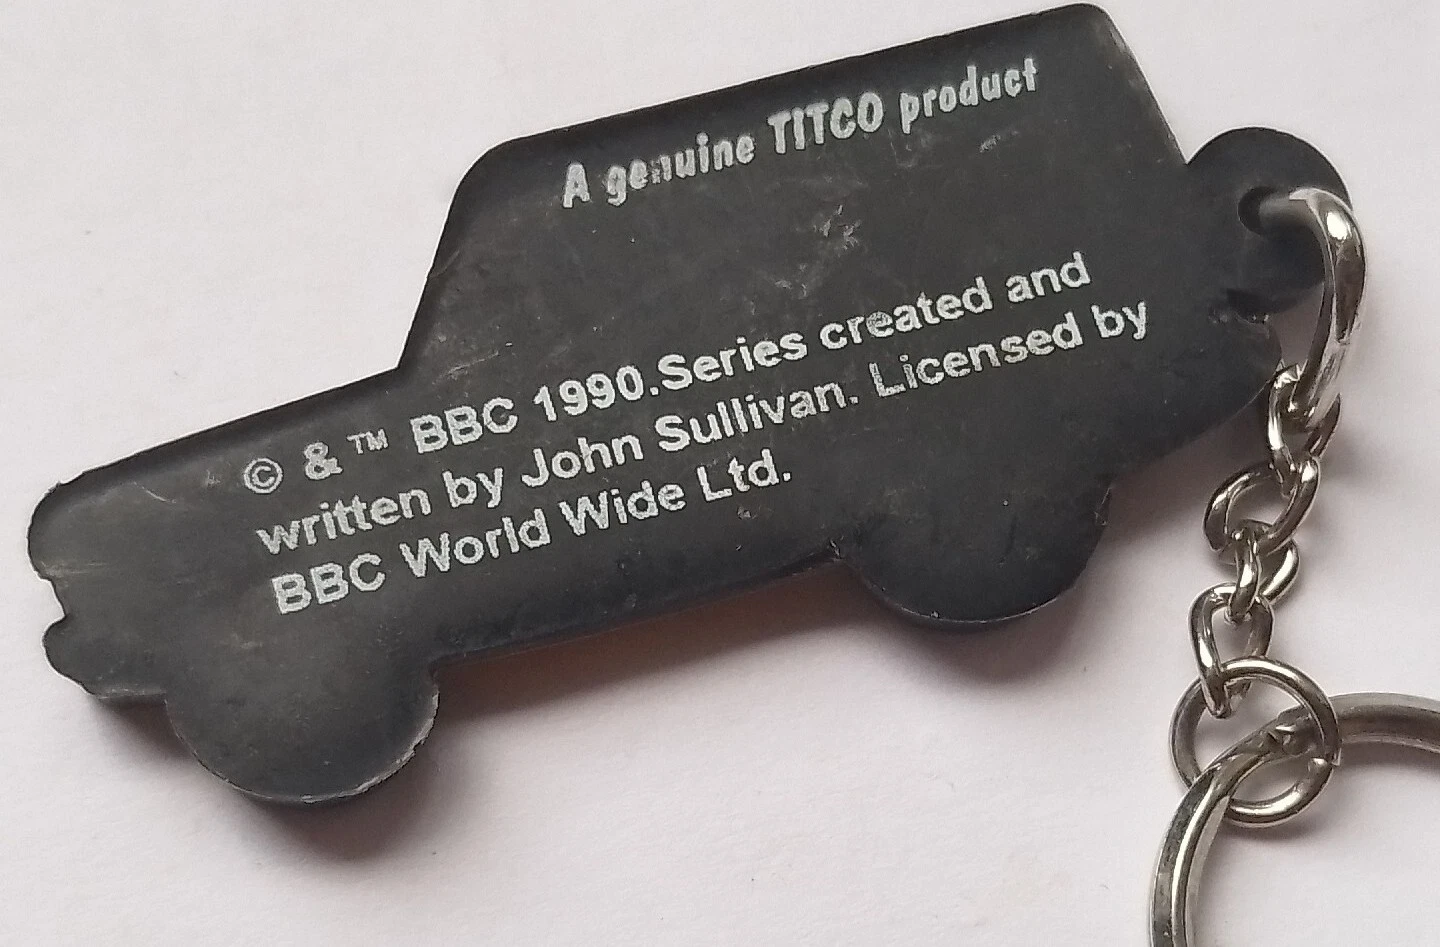 A genuine TITCO product
© & ™ BBC 1990.Series created and
written by John Sullivan. Licensed by
BBC World Wide Ltd.